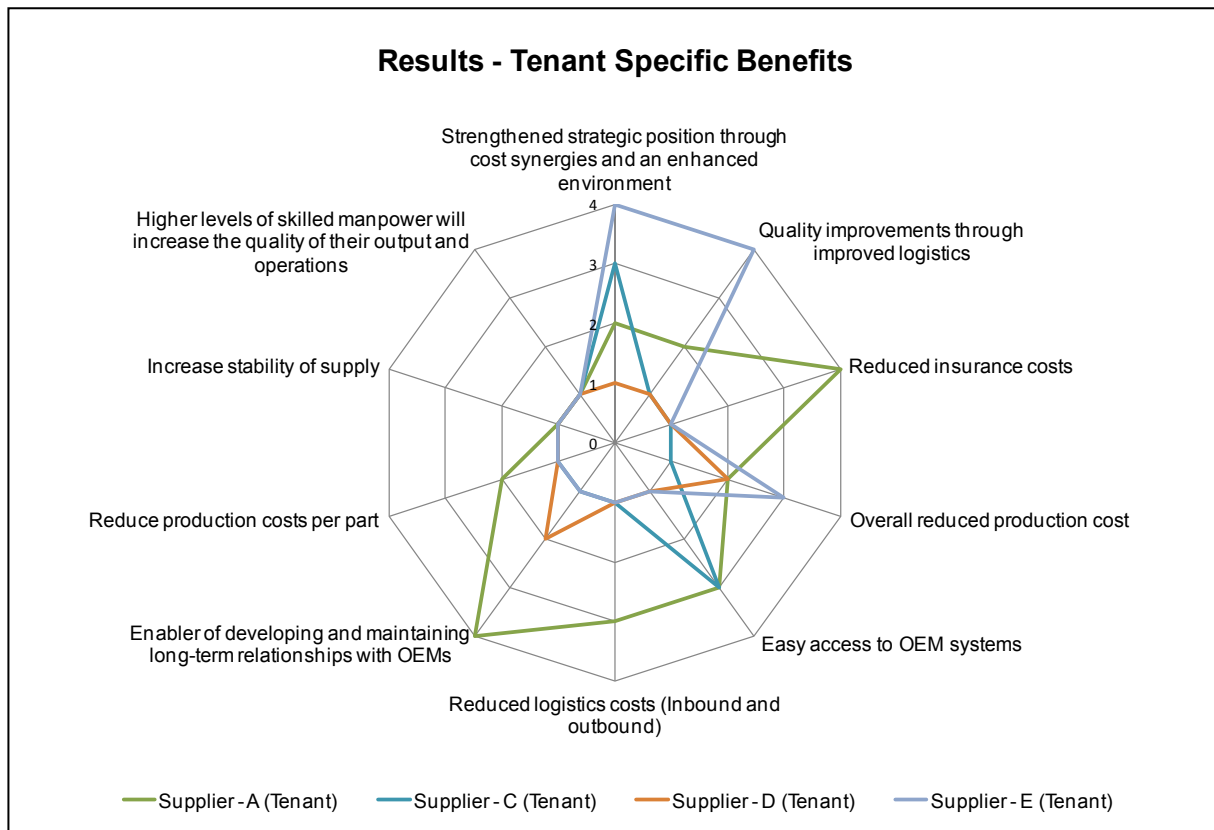 Results - Tenant Specific Benefits
Strengthened strategic position through
cost synergies and an enhanced
environment
Higher levels of skilled manpower will
increase the quality of their output and
operations
Quality improvements through
improved logistics
Increase stability of supply
Reduced insurance costs
4
3
2
1
0
Reduce production costs per part
Overall reduced production cost
Enabler of developing and maintaining
long-term relationships with OEMs
Easy access to OEM systems
Reduced logistics costs (Inbound and
outbound)
Supplier - A (Tenant)
Supplier - C (Tenant)
Supplier - D (Tenant)
Supplier - E (Tenant)